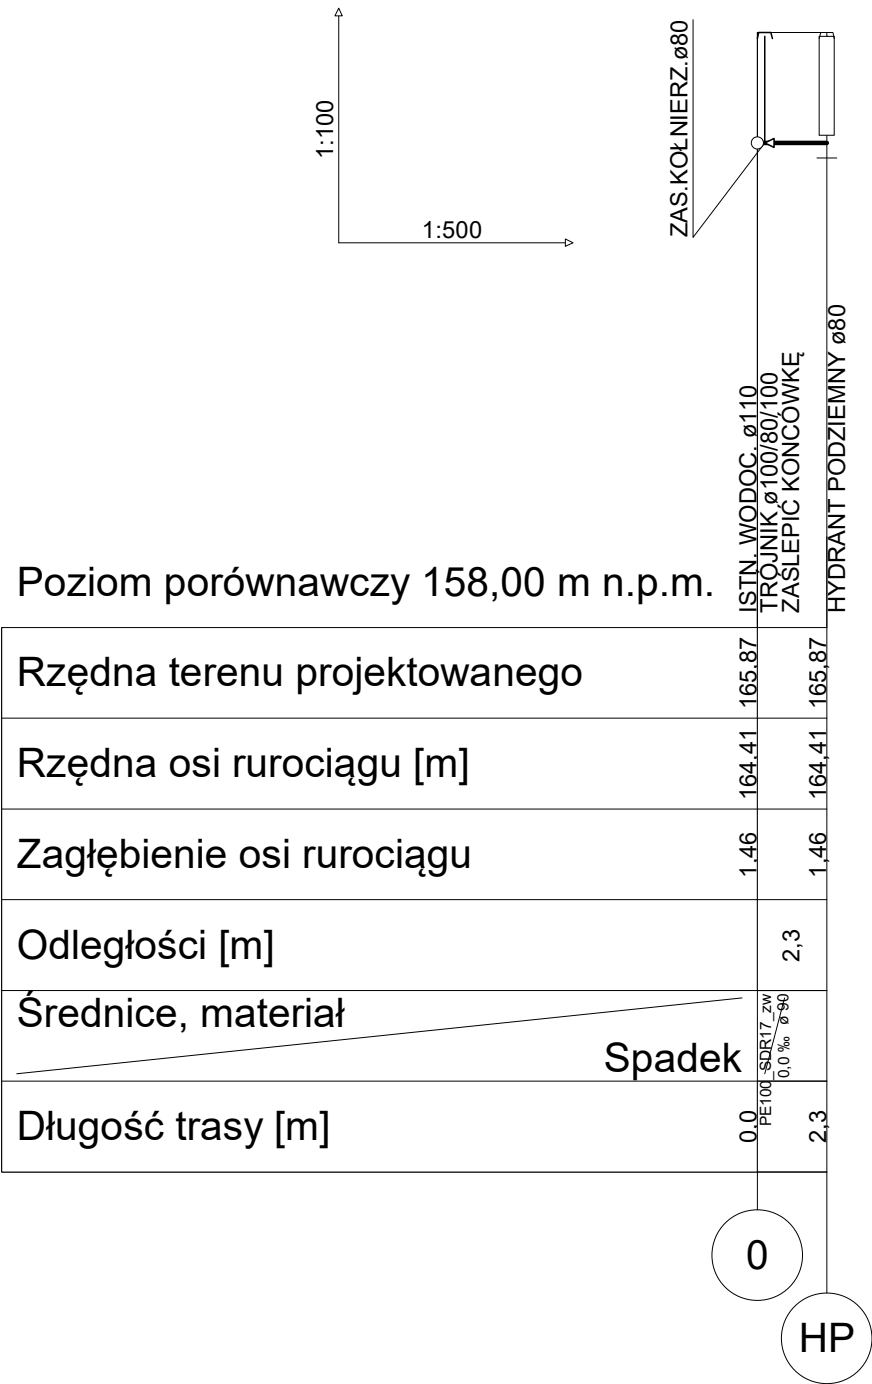 1:100
1:500
ZAS.KOŁNIERZ.ø80
ISTN. WODOC. ø110
TRÓJNIK ø100/80/100
ZAŚLEPIĆ KOŃCÓWKĘ
HYDRANT PODZIEMNY ø80
Poziom porównawczy 158,00 m n.p.m.
Rzędna terenu projektowanego
165.87
165,87
Rzędna osi rurociągu [m]
164.41
164,41
Zagłębienie osi rurociągu
1.46
1,46
Odległości [m]
2,3
Średnice, materiał
Spadek
PE100_SDR17_zw
0,0 ‰ ø 90
Długość trasy [m]
0.0
2,3
0
HP